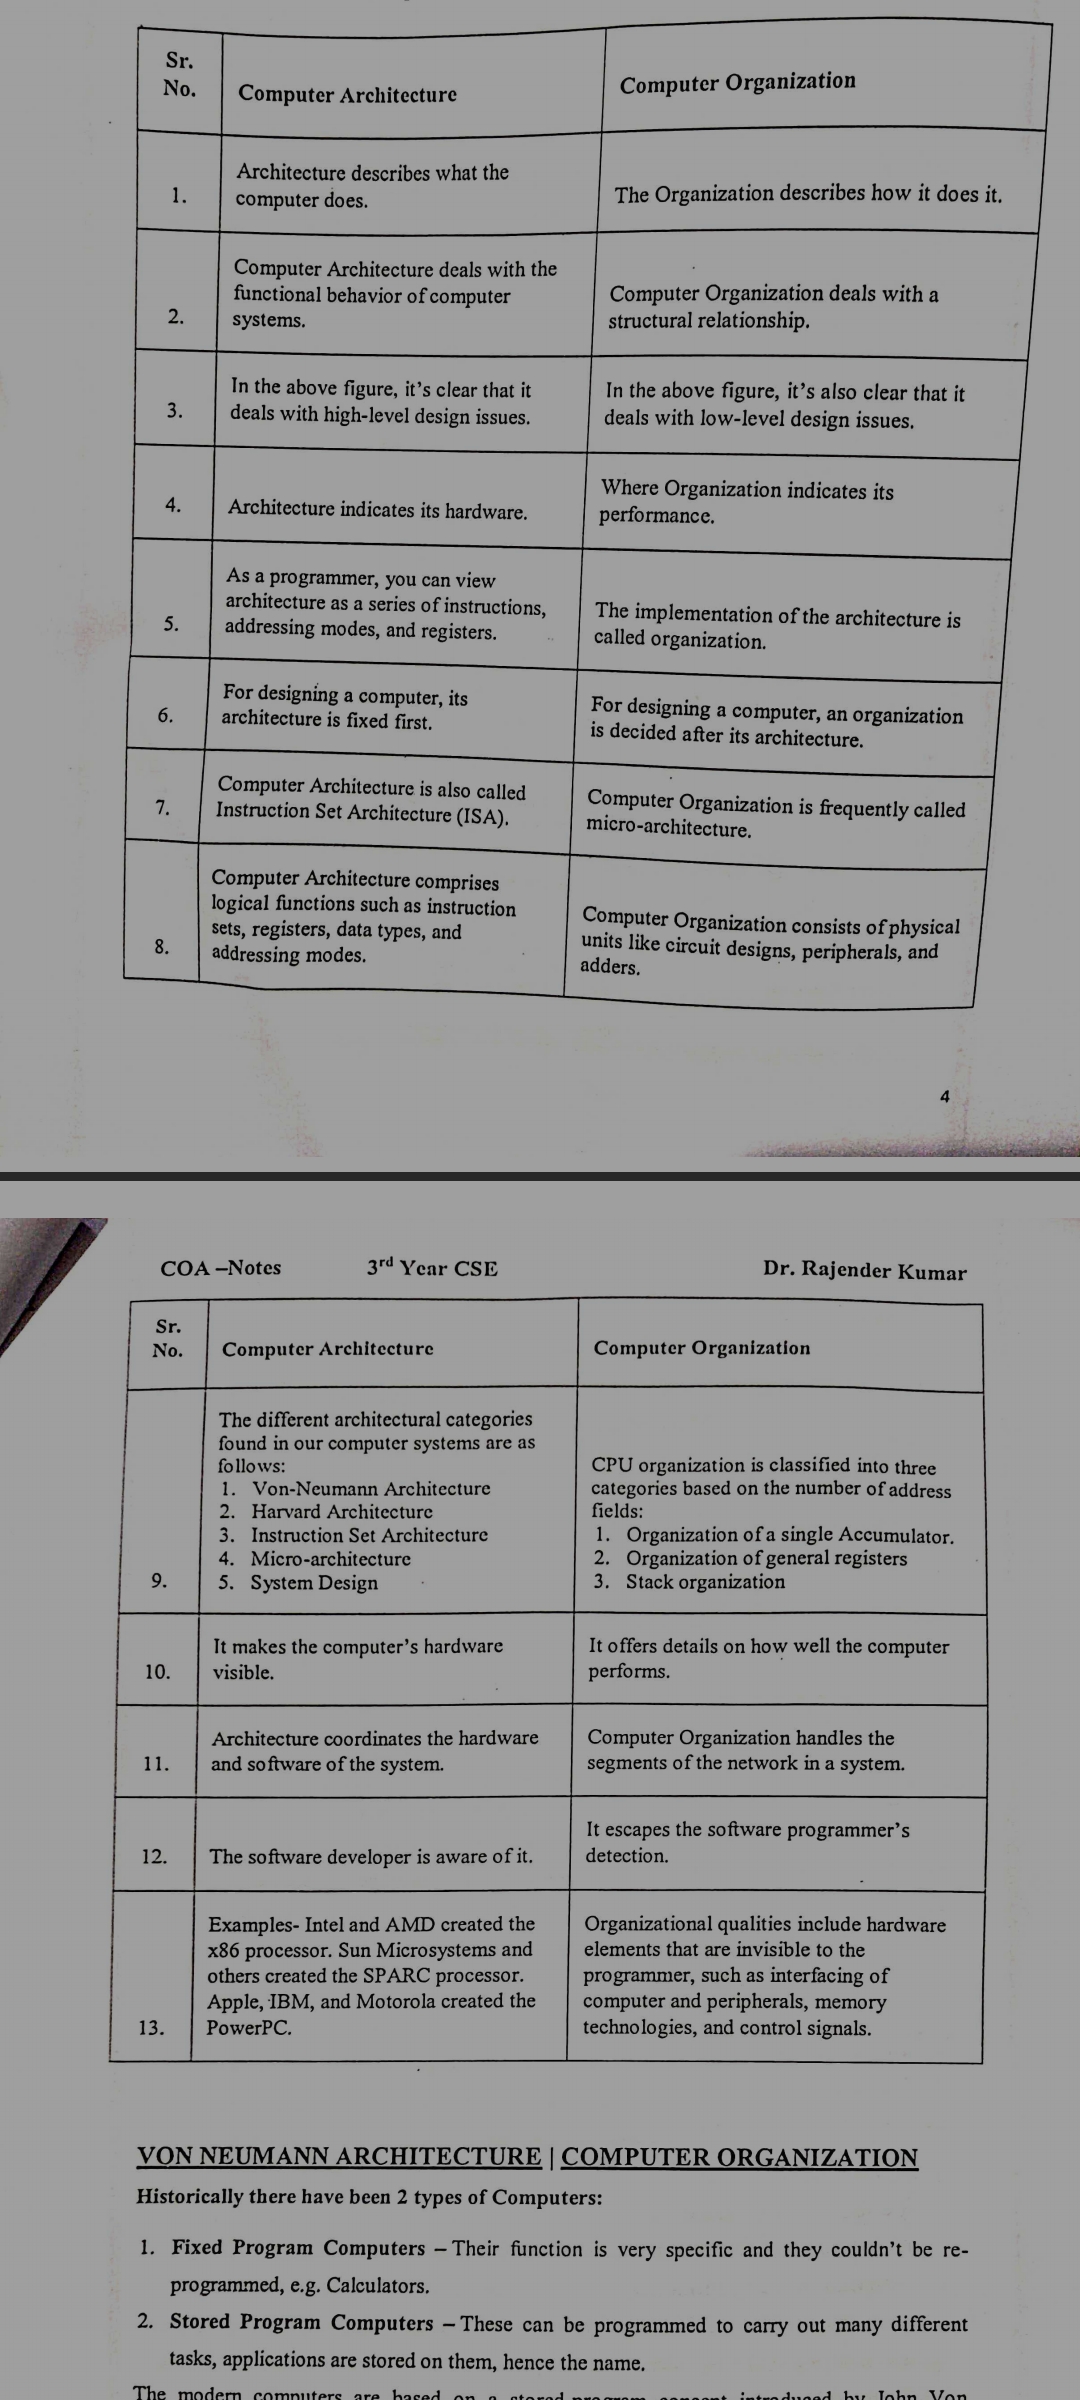 Sr.
No.
Computer Architecture
Computer Organization
1.
Architecture describes what the
computer does.
The Organization describes how it does it.
2.
Computer Architecture deals with the
functional behavior of computer
systems.
Computer Organization deals with a
structural relationship.
3.
In the above figure, it’s clear that it
deals with high-level design issues.
In the above figure, it’s also clear that it
deals with low-level design issues.
4.
Architecture indicates its hardware.
Where Organization indicates its
performance.
5.
As a programmer, you can view
architecture as a series of instructions,
addressing modes, and registers.
The implementation of the architecture is
called organization.
6.
For designing a computer, its
architecture is fixed first.
For designing a computer, an organization
is decided after its architecture.
7.
Computer Architecture is also called
Instruction Set Architecture (ISA).
Computer Organization is frequently called
micro-architecture.
8.
Computer Architecture comprises
logical functions such as instruction
sets, registers, data types, and
addressing modes.
Computer Organization consists of physical
units like circuit designs, peripherals, and
adders.
4
COA –Notes 3rd Year CSE Dr. Rajender Kumar
Sr.
No.
Computer Architecture
Computer Organization
9.
The different architectural categories
found in our computer systems are as
follows:
1. Von-Neumann Architecture
2. Harvard Architecture
3. Instruction Set Architecture
4. Micro-architecture
5. System Design
CPU organization is classified into three
categories based on the number of address
fields:
1. Organization of a single Accumulator.
2. Organization of general registers
3. Stack organization
10.
It makes the computer’s hardware
visible.
It offers details on how well the computer
performs.
11.
Architecture coordinates the hardware
and software of the system.
Computer Organization handles the
segments of the network in a system.
12.
The software developer is aware of it.
It escapes the software programmer’s
detection.
13.
Examples- Intel and AMD created the
x86 processor. Sun Microsystems and
others created the SPARC processor.
Apple, IBM, and Motorola created the
PowerPC.
Organizational qualities include hardware
elements that are invisible to the
programmer, such as interfacing of
computer and peripherals, memory
technologies, and control signals.
VON NEUMANN ARCHITECTURE | COMPUTER ORGANIZATION
Historically there have been 2 types of Computers:
1. Fixed Program Computers – Their function is very specific and they couldn’t be re-
programmed, e.g. Calculators.
2. Stored Program Computers – These can be programmed to carry out many different
tasks, applications are stored on them, hence the name.
The modern computers are based on a stored-program concept introduced by John Von